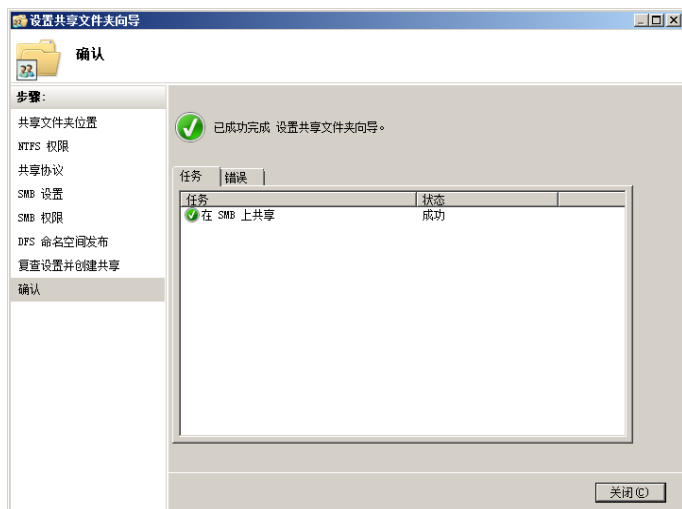 设置共享文件夹向导
确认
步骤:
共享文件夹位置
NTFS 权限
共享协议
SMB 设置
SMB 权限
DFS 命名空间发布
复查设置并创建共享
确认
已成功完成 设置共享文件夹向导。
任务 错误
任务 状态
在 SMB 上共享 成功
关闭(C)